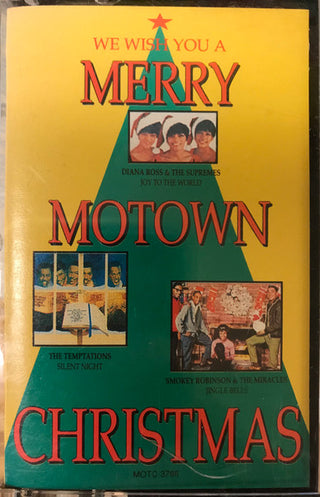 WE WISH YOU A
MERRY
DIANA ROSS & THE SUPREMES
JOY TO THE WORLD
MOTOWN
THE TEMPTATIONS
SILENT NIGHT
SMOKEY ROBINSON & THE MIRACLES
JINGLE BELLS
CHRISTMAS
MOTC 3766